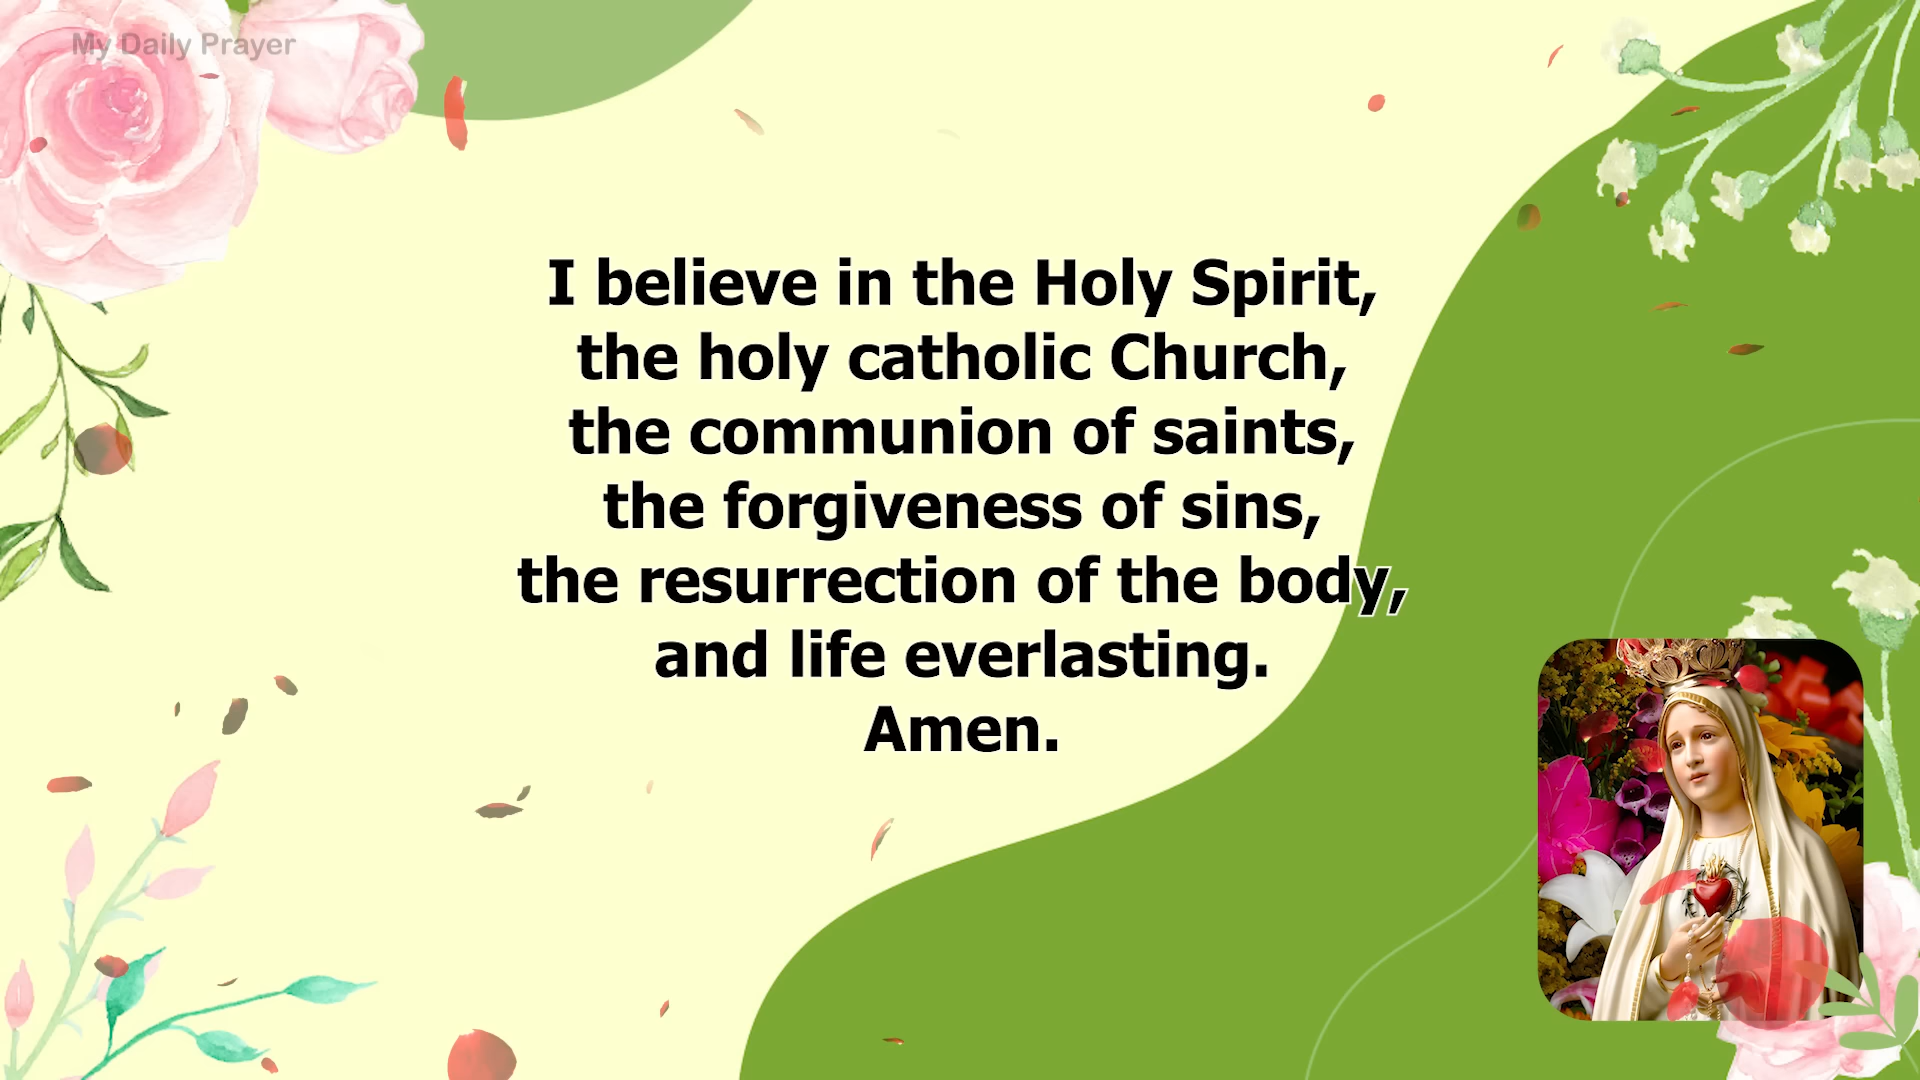 My Daily Prayer
I believe in the Holy Spirit,
the holy catholic Church,
the communion of saints,
the forgiveness of sins,
the resurrection of the body,
and life everlasting.
Amen.